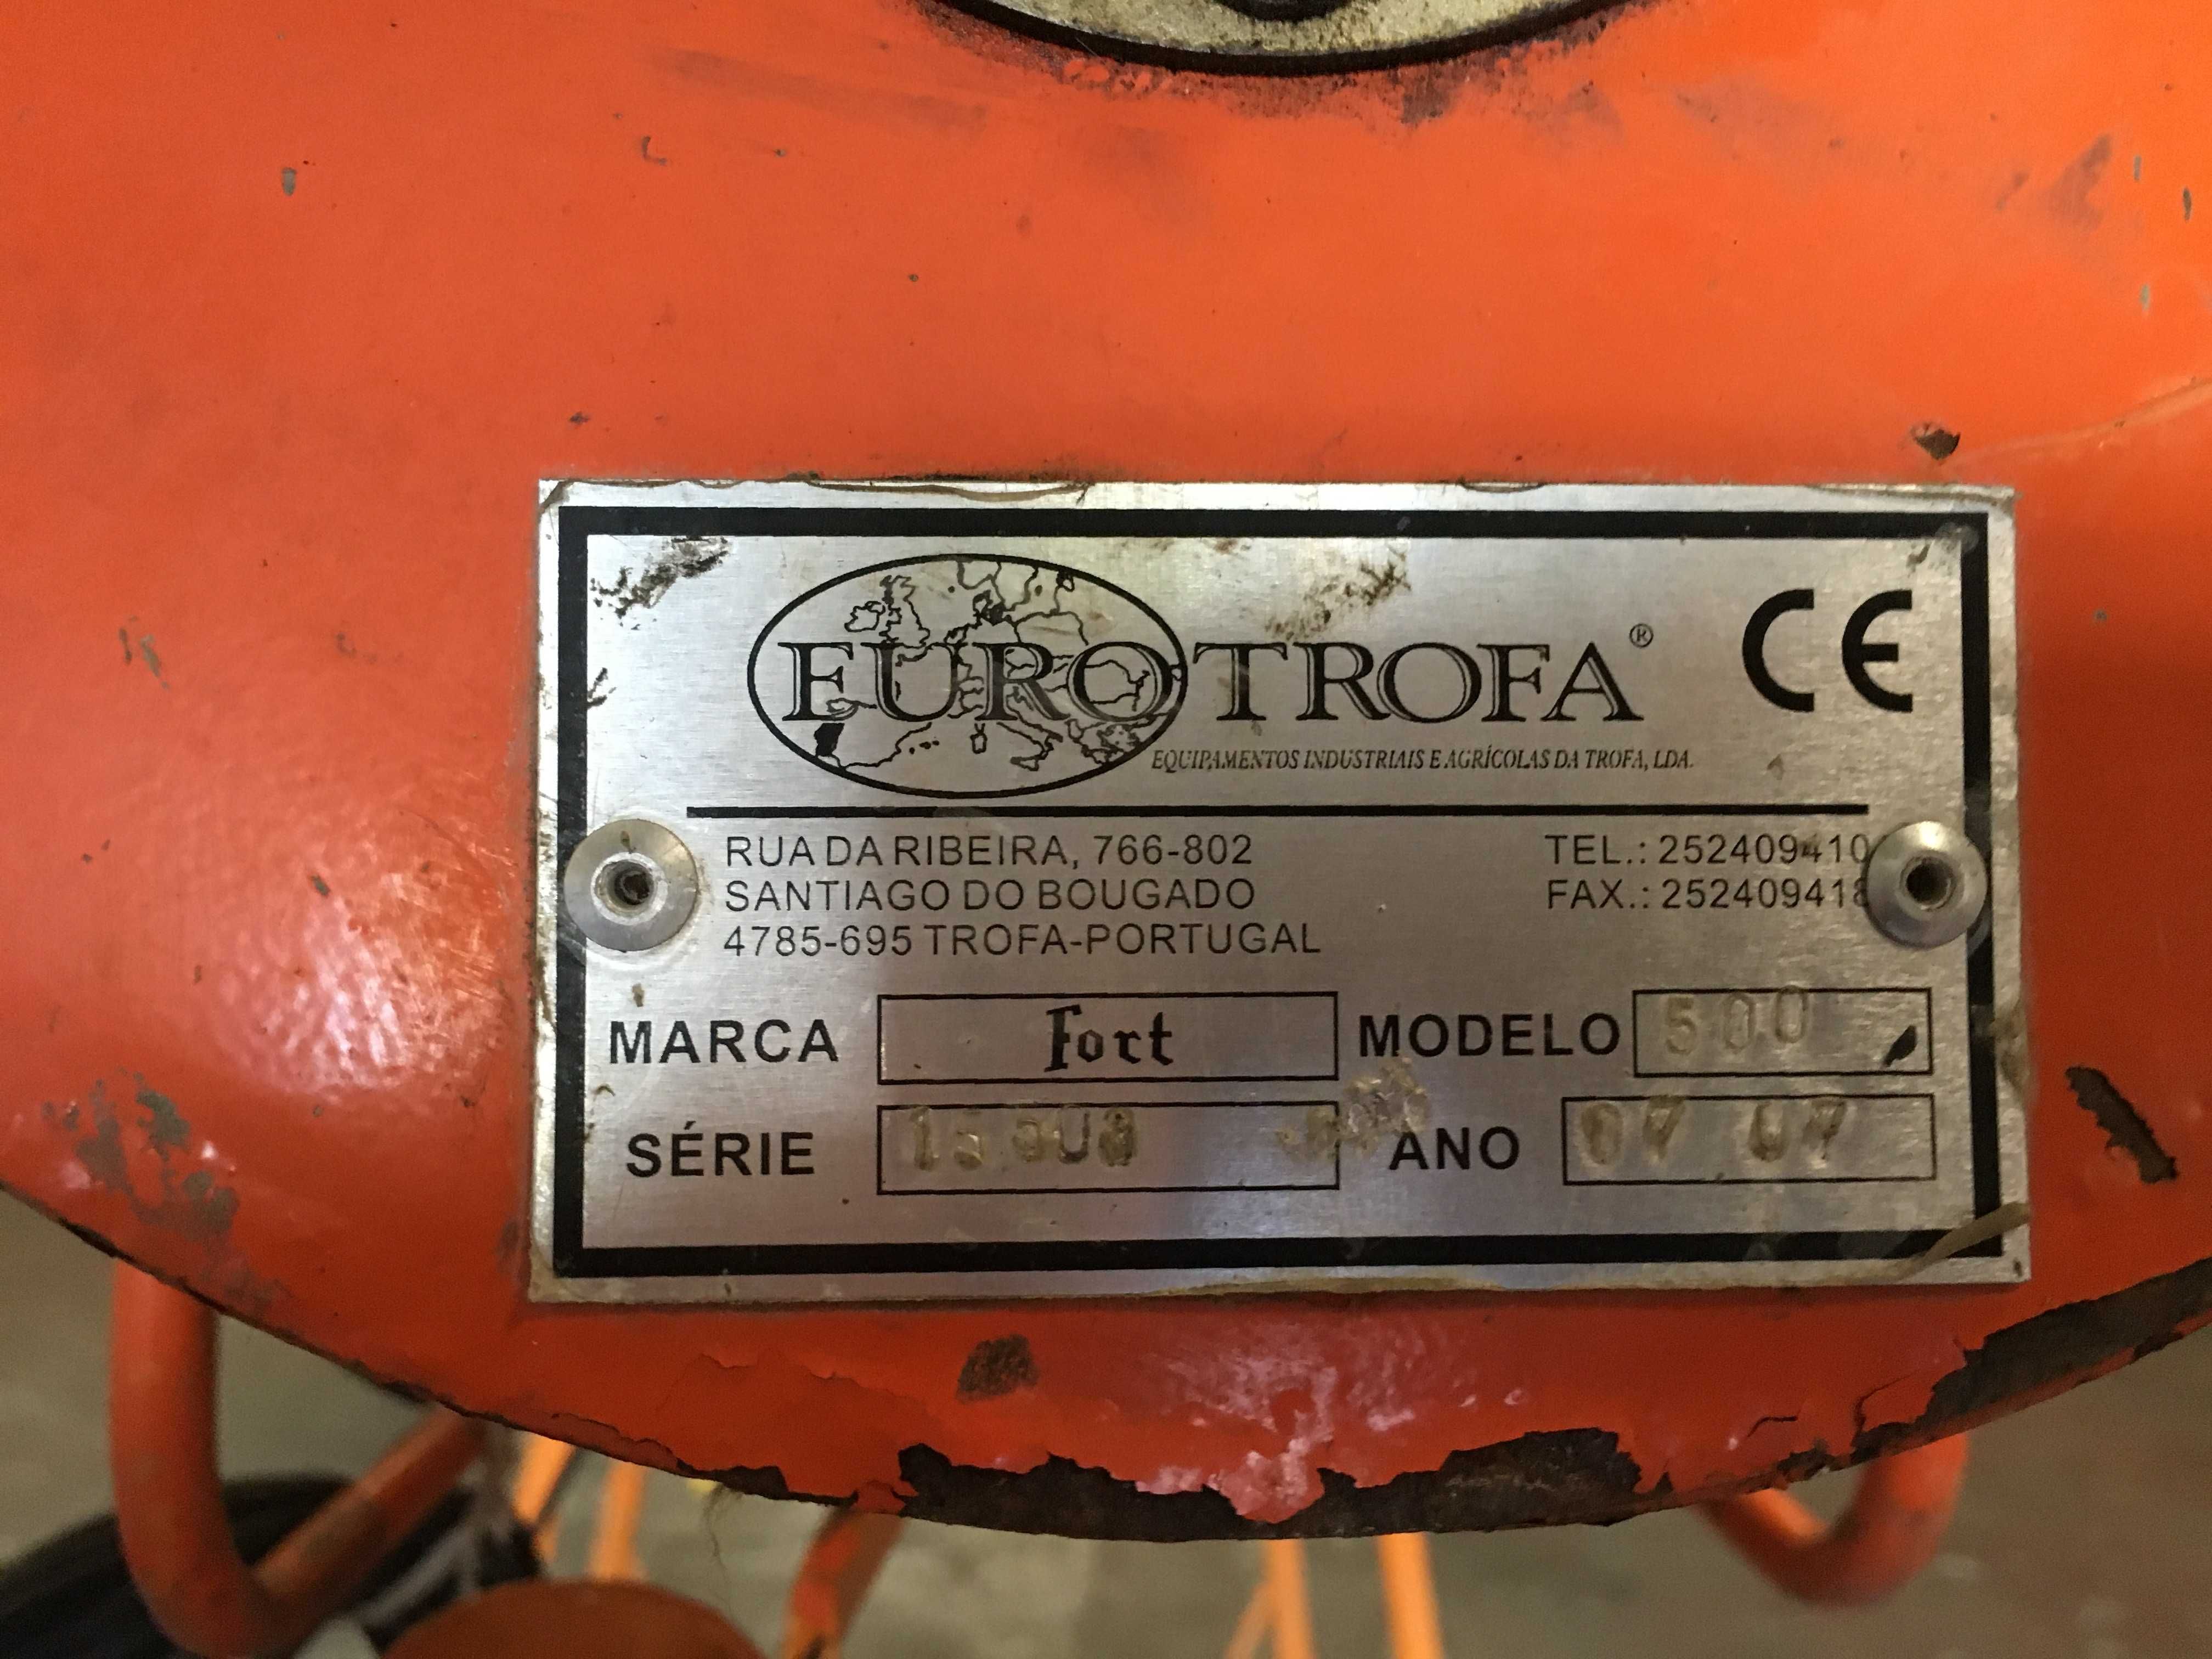 EUROTROFA®
CE
EQUIPAMENTOS INDUSTRIAIS E AGRÍCOLAS DA TROFA, LDA.
RUA DA RIBEIRA, 766-802
TEL.: 252409410
SANTIAGO DO BOUGADO
FAX.: 252409418
4785-695 TROFA-PORTUGAL
MARCA Fort MODELO 500
SÉRIE ANO 07 07